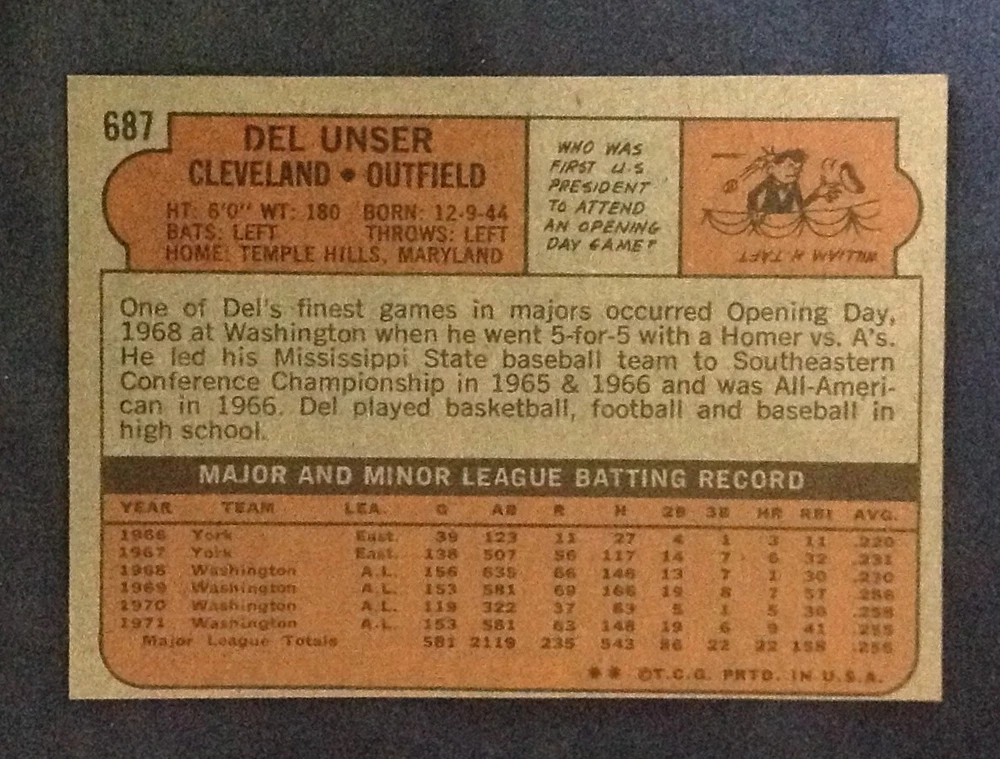 687
DEL UNSER
CLEVELAND • OUTFIELD
HT: 6'0" WT: 180 BORN: 12-9-44
BATS: LEFT THROWS: LEFT
HOME: TEMPLE HILLS, MARYLAND
WHO WAS
FIRST U.S
PRESIDENT
TO ATTEND
AN OPENING
DAY GAME?
WILLIAM H TAFT
One of Del's finest games in majors occurred Opening Day,
1968 at Washington when he went 5-for-5 with a Homer vs. A's.
He led his Mississippi State baseball team to Southeastern
Conference Championship in 1965 & 1966 and was All-Ameri-
can in 1966. Del played basketball, football and baseball in
high school.
MAJOR AND MINOR LEAGUE BATTING RECORD
YEAR TEAM LEA. G AB R H 2B 3B HR RBI AVG.
1966 York East. 39 123 11 27 4 1 3 11 .220
1967 York East. 138 507 56 117 14 7 6 32 .231
1968 Washington A.L. 156 635 66 146 13 7 1 30 .230
1969 Washington A.L. 153 581 69 166 19 8 7 57 .286
1970 Washington A.L. 119 322 37 83 5 1 5 30 .258
1971 Washington A.L. 153 581 63 148 19 6 9 41 .255
Major League Totals 581 2119 235 543 56 22 22 158 .256
** ©T.C.G. PRTD. IN U.S.A.